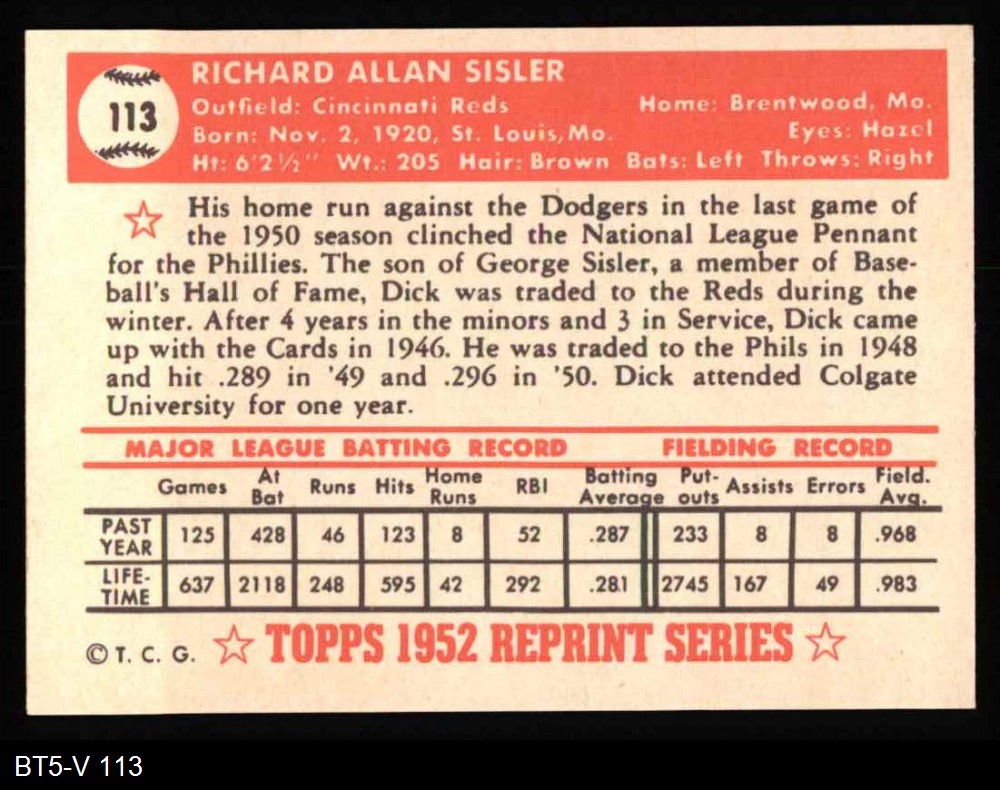 113
RICHARD ALLAN SISLER
Outfield: Cincinnati Reds Home: Brentwood, Mo.
Born: Nov. 2, 1920, St. Louis, Mo. Eyes: Hazel
Ht: 6'2½" Wt.: 205 Hair: Brown Bats: Left Throws: Right
His home run against the Dodgers in the last game of
the 1950 season clinched the National League Pennant
for the Phillies. The son of George Sisler, a member of Base-
ball's Hall of Fame, Dick was traded to the Reds during the
winter. After 4 years in the minors and 3 in Service, Dick came
up with the Cards in 1946. He was traded to the Phils in 1948
and hit .289 in '49 and .296 in '50. Dick attended Colgate
University for one year.
MAJOR LEAGUE BATTING RECORD FIELDING RECORD
Games At Bat Runs Hits Home Runs RBI Batting Average Put-outs Assists Errors Field. Avg.
PAST YEAR 125 428 46 123 8 52 .287 233 8 8 .968
LIFE-TIME 637 2118 248 595 42 292 .281 2745 167 49 .983
© T. C. G. ☆ TOPPS 1952 REPRINT SERIES ☆
BT5-V 113